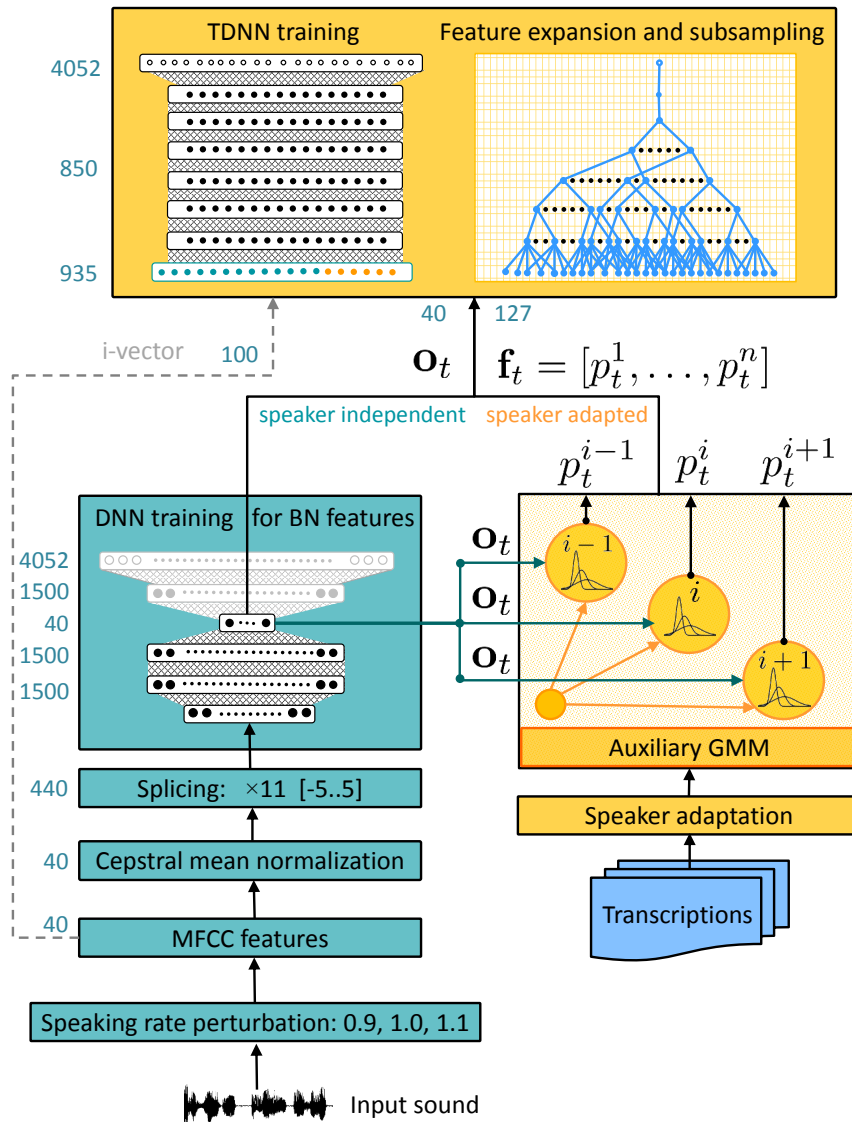 TDNN training
Feature expansion and subsampling
4052
850
935
40
127
i-vector
100
𝐨_t
𝐟_t = [p_t^1, . . . , p_t^n]
speaker independent
speaker adapted
p_t^{i−1}
p_t^i
p_t^{i+1}
DNN training for BN features
4052
1500
40
1500
1500
𝐨_t
𝐨_t
𝐨_t
i − 1
i
i + 1
Auxiliary GMM
Speaker adaptation
Transcriptions
440
Splicing: ×11 [-5..5]
40
Cepstral mean normalization
40
MFCC features
Speaking rate perturbation: 0.9, 1.0, 1.1
Input sound